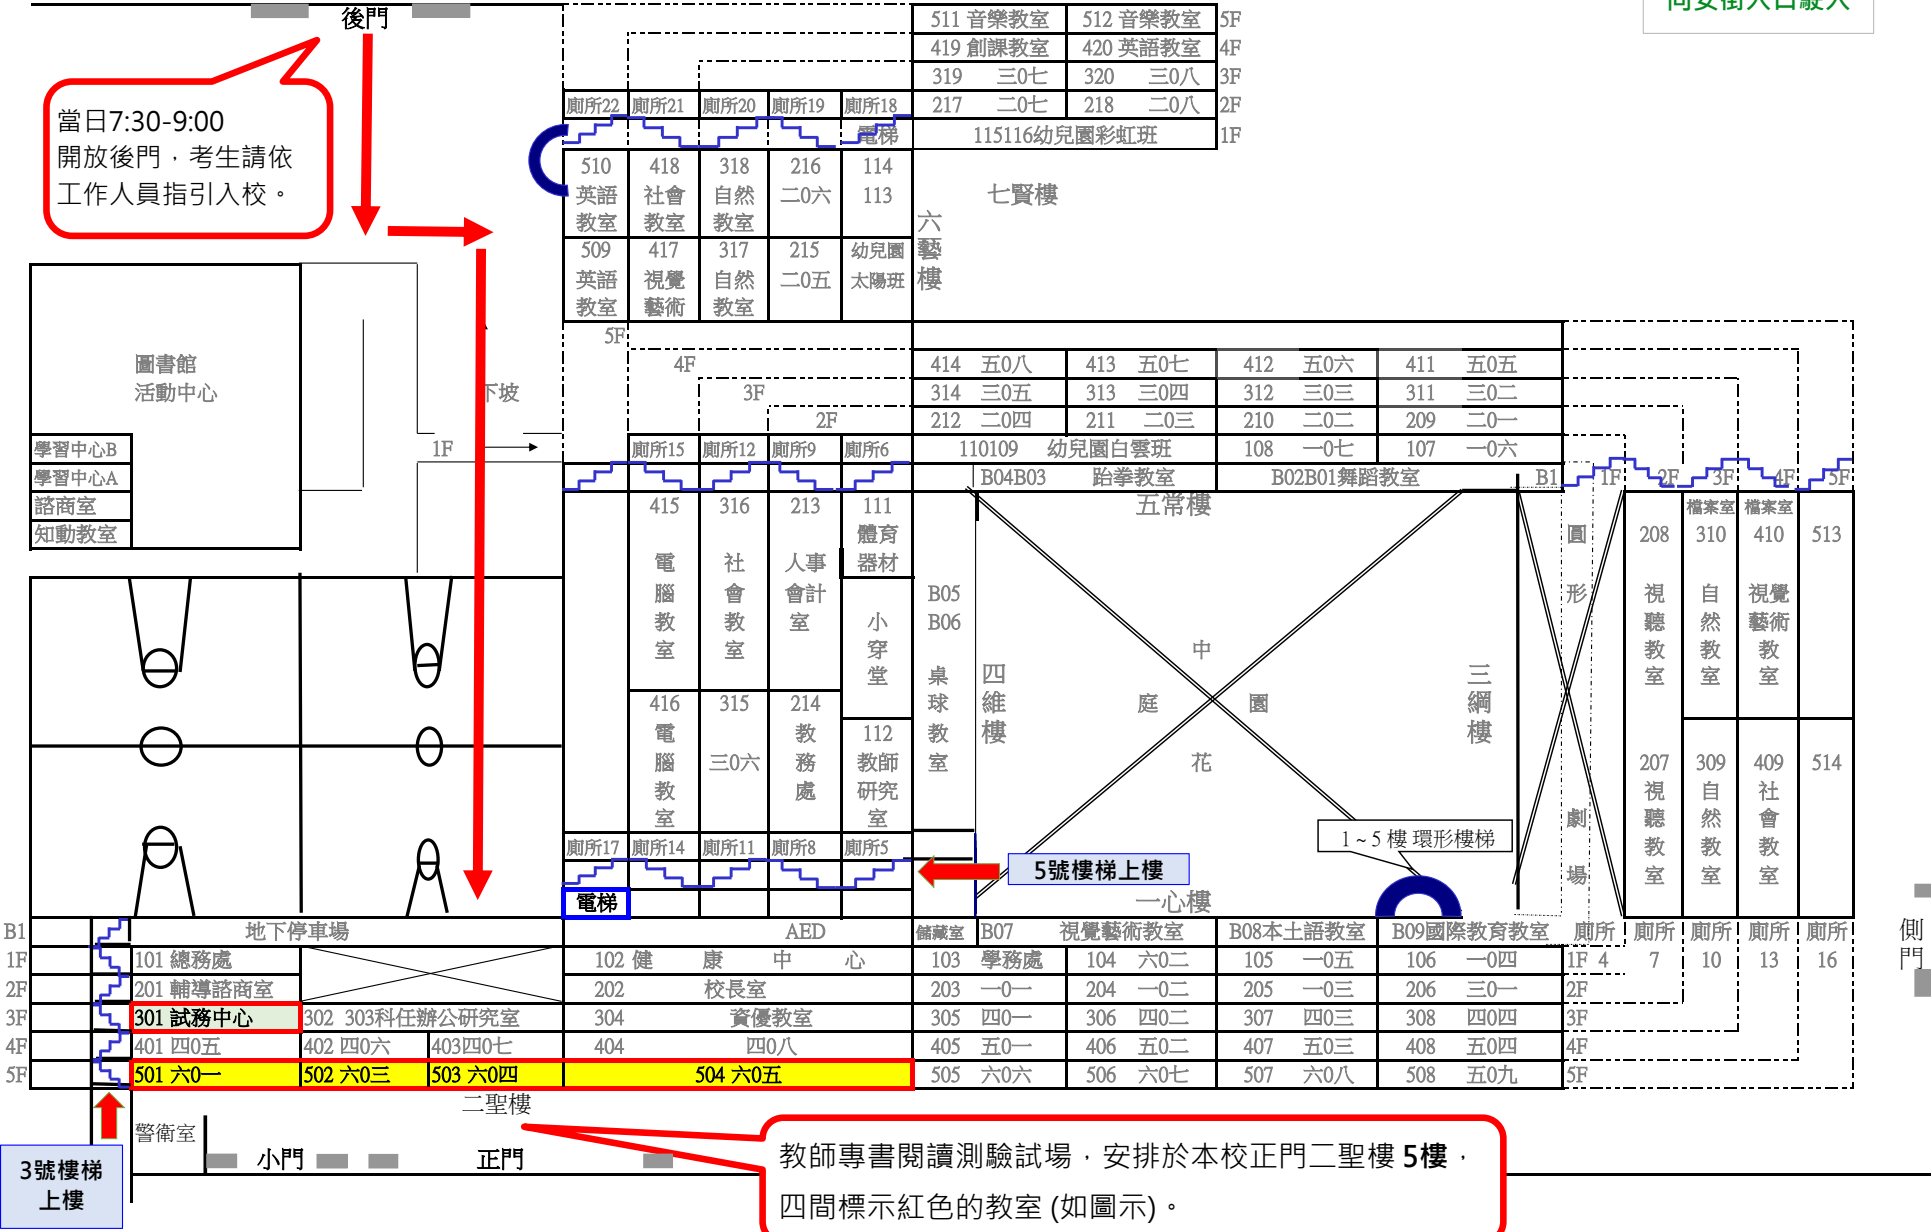 後門
當日7:30-9:00
開放後門，考生請依
工作人員指引入校。
511 音樂教室 512 音樂教室 5F
419 創課教室 420 英語教室 4F
319 三0七 320 三0八 3F
廁所22 廁所21 廁所20 廁所19 廁所18 217 二0七 218 二0八 2F
電梯 115116幼兒園彩虹班 1F
510 英語教室
418 社會教室
318 自然教室
216 二0六
114
113
七賢樓
六藝樓
509 英語教室
417 視覺藝術
317 自然教室
215 二0五
幼兒園
太陽班
圖書館
活動中心
學習中心B
學習中心A
諮商室
知動教室
下坡
1F
5F
4F
3F
2F
414 五0八 413 五0七 412 五0六 411 五0五
314 三0五 313 三0四 312 三0三 311 三0二
212 二0四 211 二0三 210 二0二 209 二0一
廁所15 廁所12 廁所9 廁所6 110109 幼兒園白雲班 108 一0七 107 一0六
B04B03 跆拳教室 B02B01舞蹈教室 B1 1F 2F 3F 4F 5F
五常樓
415 電腦教室
316 社會教室
213 人事會計室
111 體育器材
小穿堂
B05
B06
桌球教室
四維樓
中庭花園
三綱樓
圓形劇場
208 視聽教室
檔案室
310 自然教室
檔案室
410 視覺藝術教室
513
416 電腦教室
315 三0六
214 教務處
112 教師研究室
207 視聽教室
309 自然教室
409 社會教室
514
1~5 樓 環形樓梯
廁所17 廁所14 廁所11 廁所8 廁所5
5號樓梯上樓
電梯
一心樓
側門
B1 地下停車場 AED 儲藏室 B07 視覺藝術教室 B08本土語教室 B09國際教育教室 廁所 廁所 廁所 廁所 廁所
1F 101 總務處 102 健康中心 103 學務處 104 六0二 105 一0五 106 一0四 1F 4 7 10 13 16
2F 201 輔導諮商室 202 校長室 203 一0一 204 一0二 205 一0三 206 三0一 2F
3F 301 試務中心 302 303科任辦公研究室 304 資優教室 305 四0一 306 四0二 307 四0三 308 四0四 3F
4F 401 四0五 402 四0六 403四0七 404 四0八 405 五0一 406 五0二 407 五0三 408 五0四 4F
5F 501 六0一 502 六0三 503 六0四 504 六0五 505 六0六 506 六0七 507 六0八 508 五0九 5F
二聖樓
警衛室
小門
正門
3號樓梯
上樓
教師專書閱讀測驗試場，安排於本校正門二聖樓 5樓，
四間標示紅色的教室 (如圖示)。